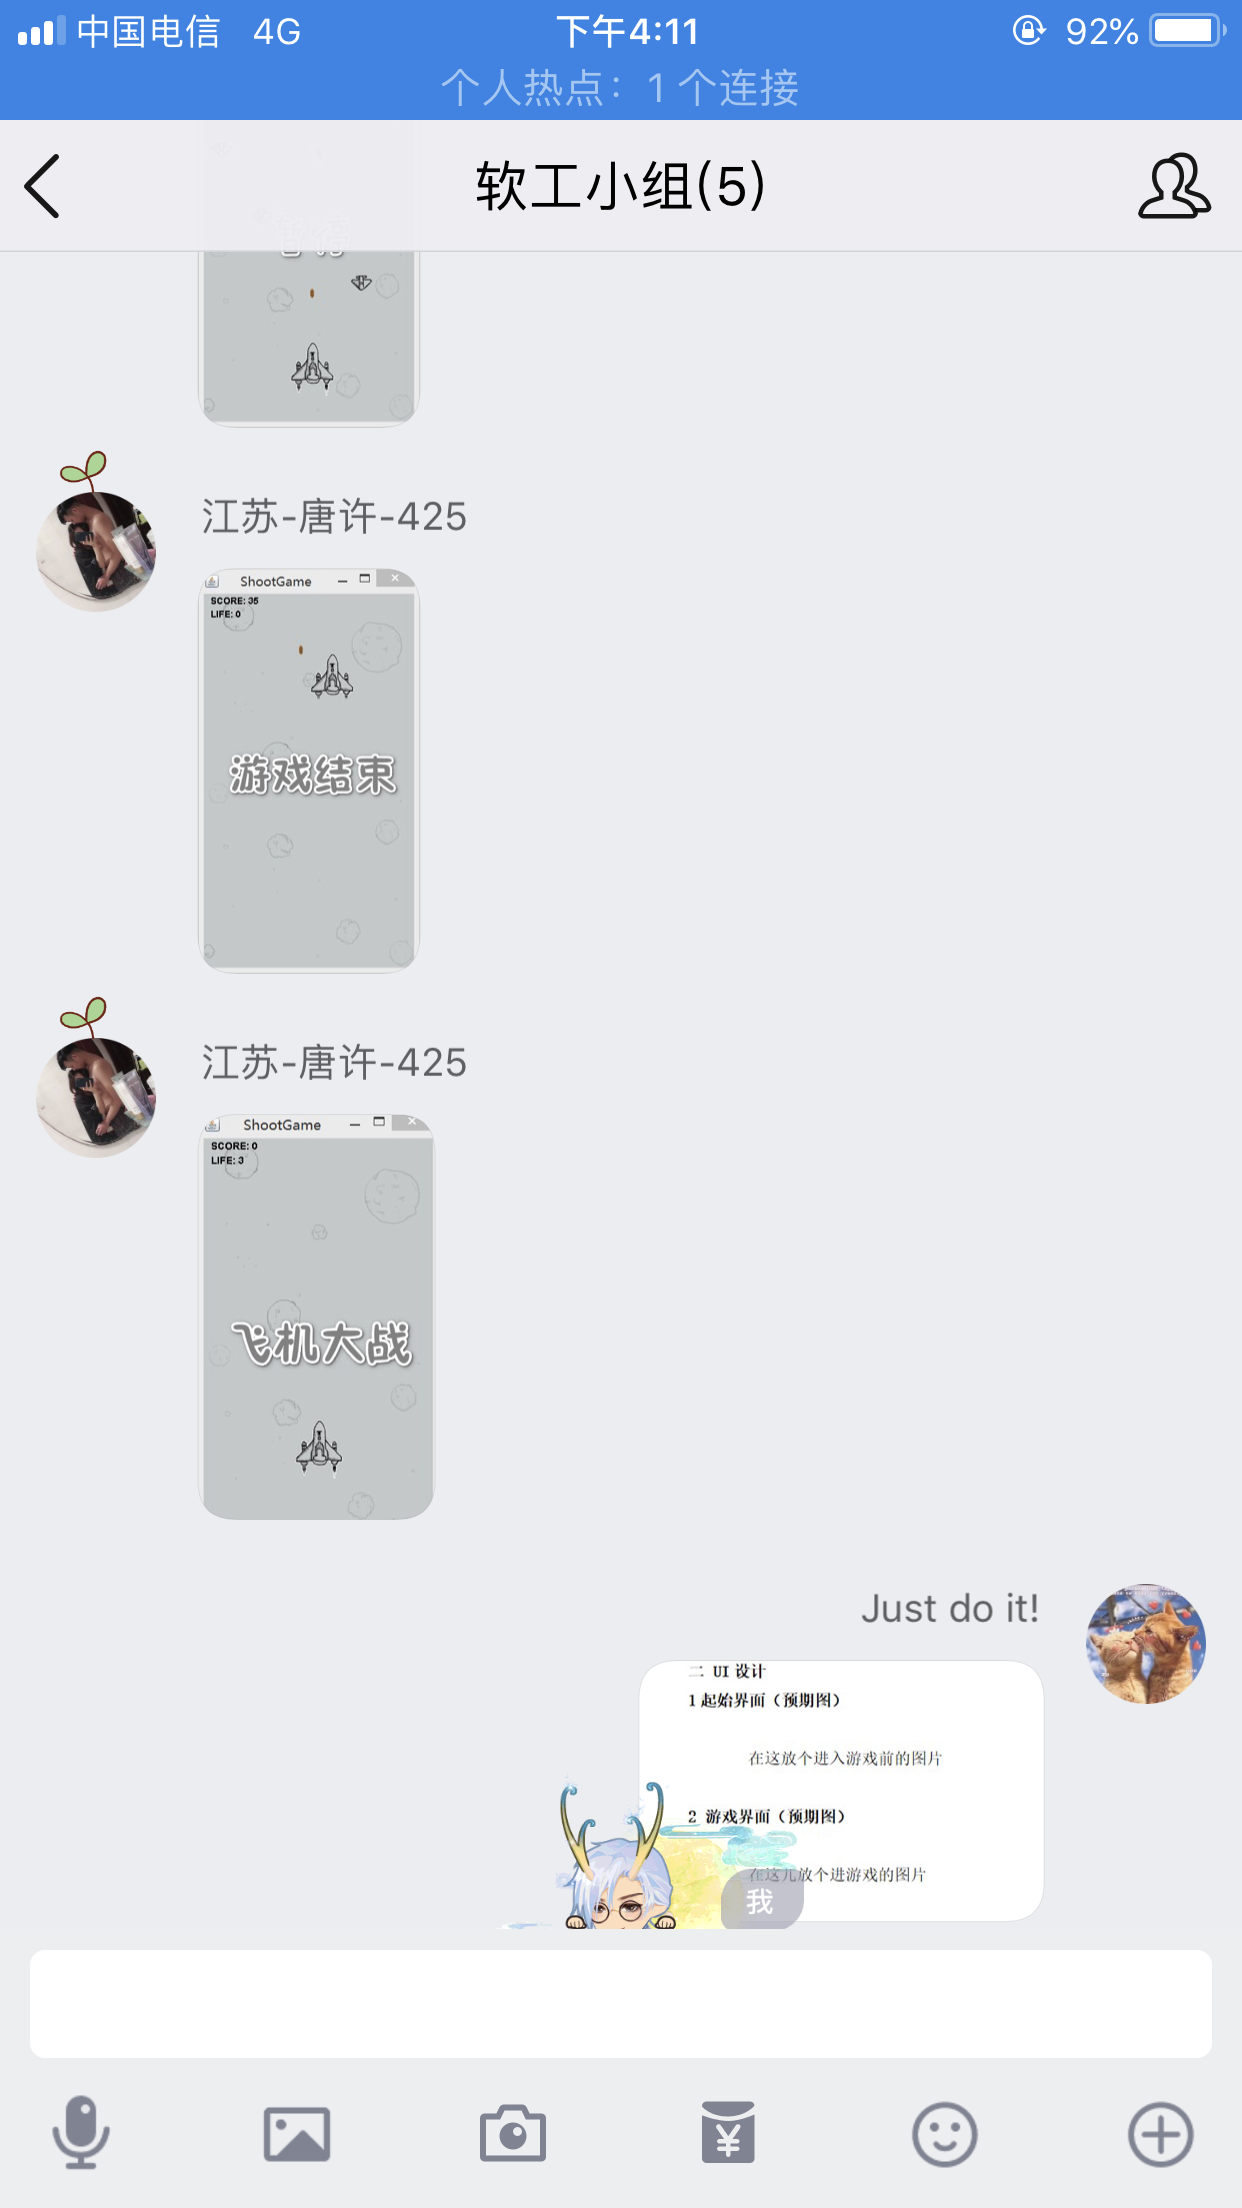 中国电信 4G 下午4:11 92%
个人热点：1 个连接
软工小组(5)
暂停
江苏-唐许-425
ShootGame
SCORE: 35
LIFE: 0
游戏结束
江苏-唐许-425
ShootGame
SCORE: 0
LIFE: 3
飞机大战
Just do it!
二 UI 设计
1 起始界面（预期图）
在这放个进入游戏前的图片
2 游戏界面（预期图）
在这儿放个进游戏的图片
我